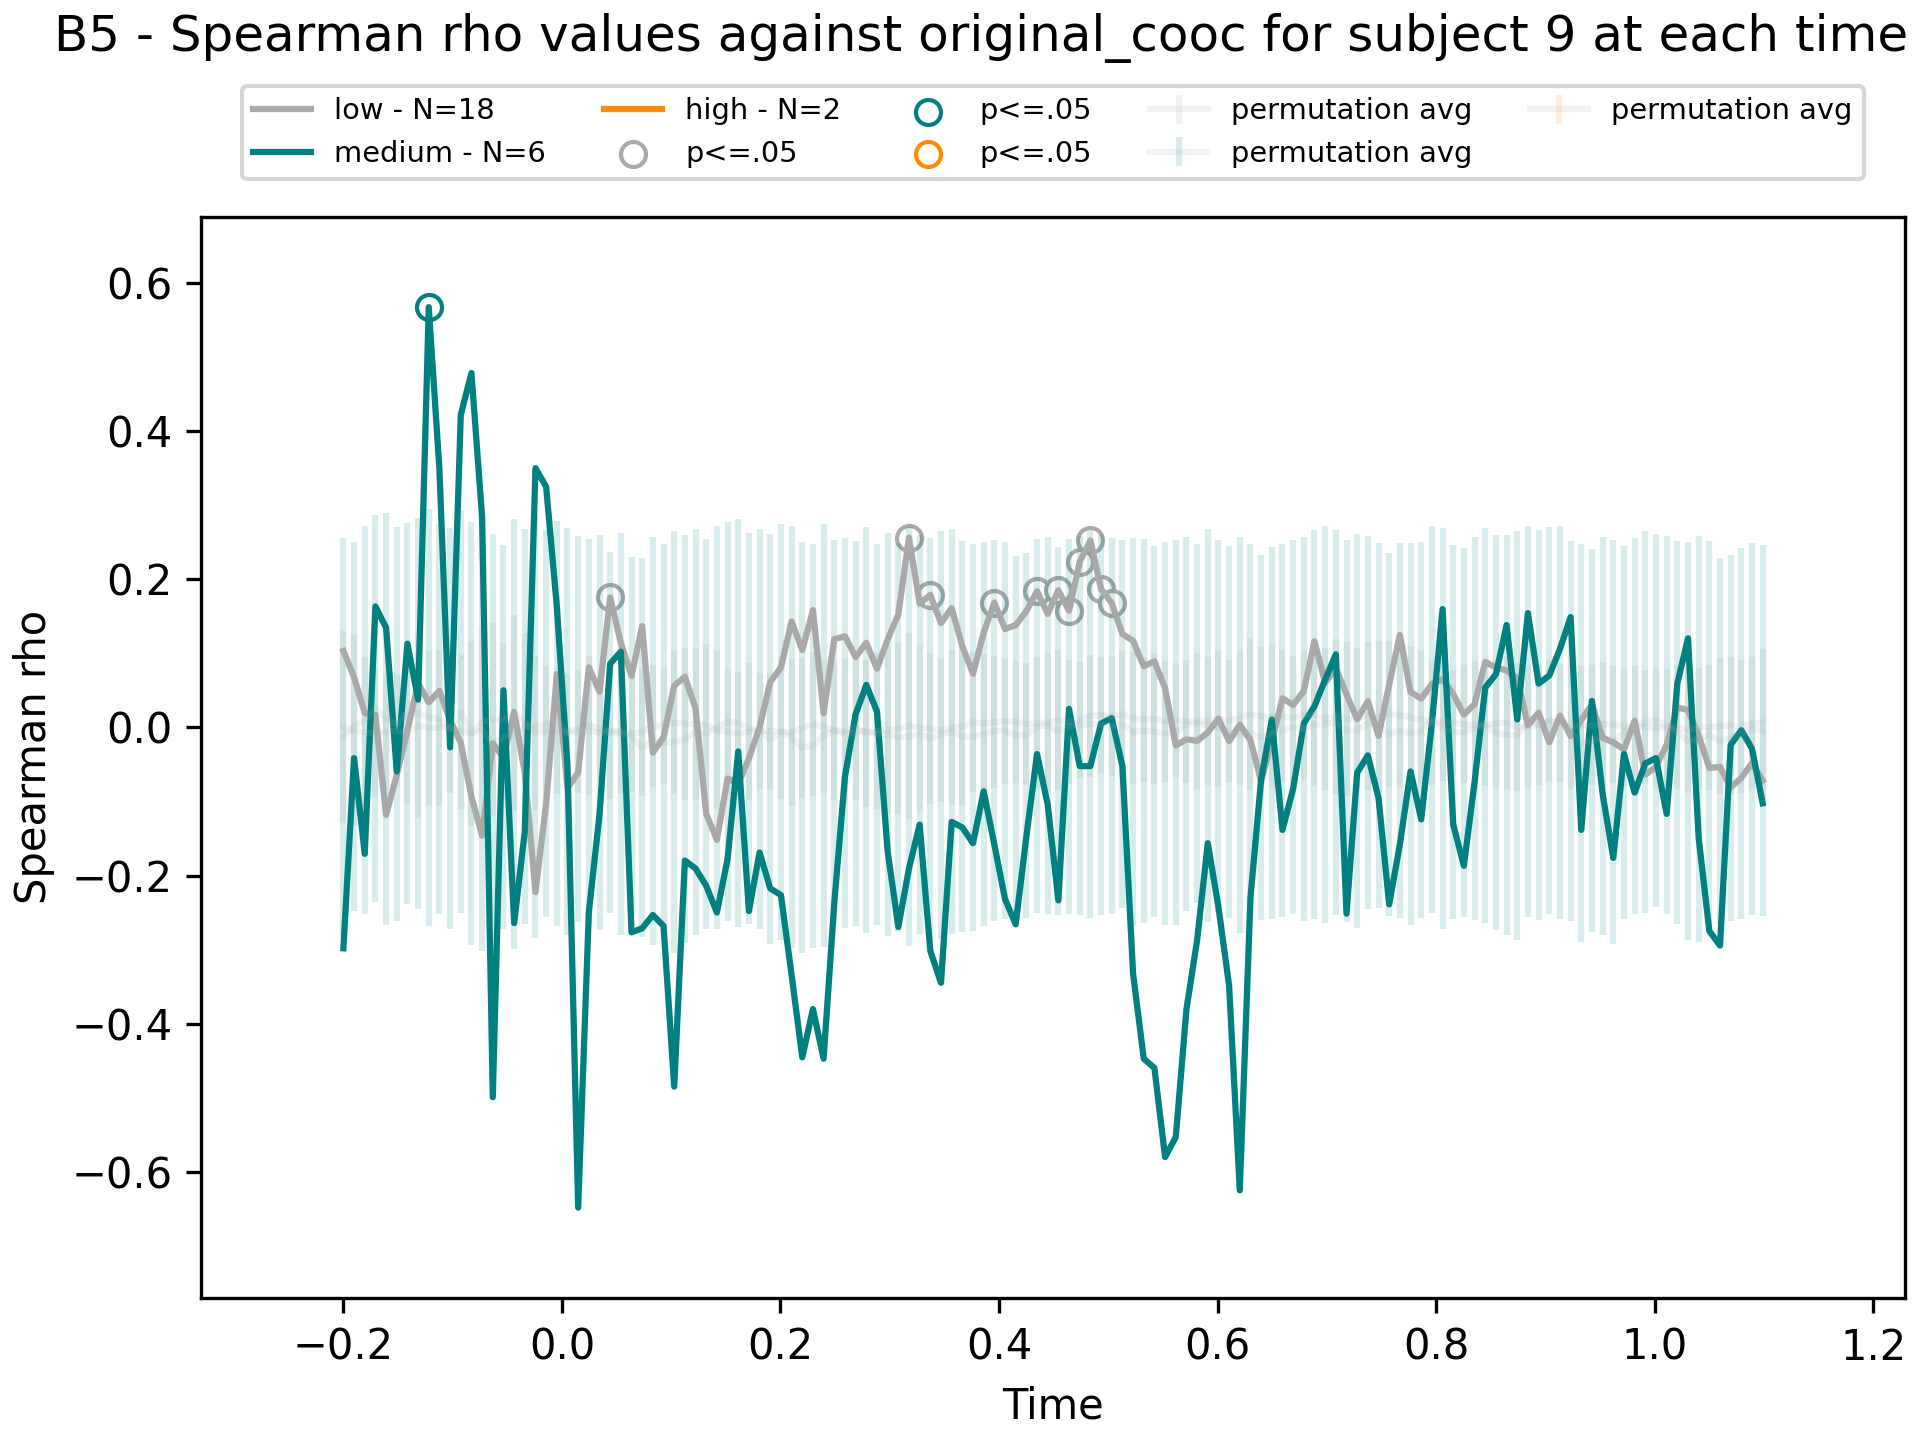 B5 - Spearman rho values against original_cooc for subject 9 at each time
low - N=18 high - N=2 p<=.05 permutation avg permutation avg
medium - N=6 p<=.05 p<=.05 permutation avg
0.6
0.4
0.2
0.0
−0.2
−0.4
−0.6
Spearman rho
−0.2 0.0 0.2 0.4 0.6 0.8 1.0 1.2
Time